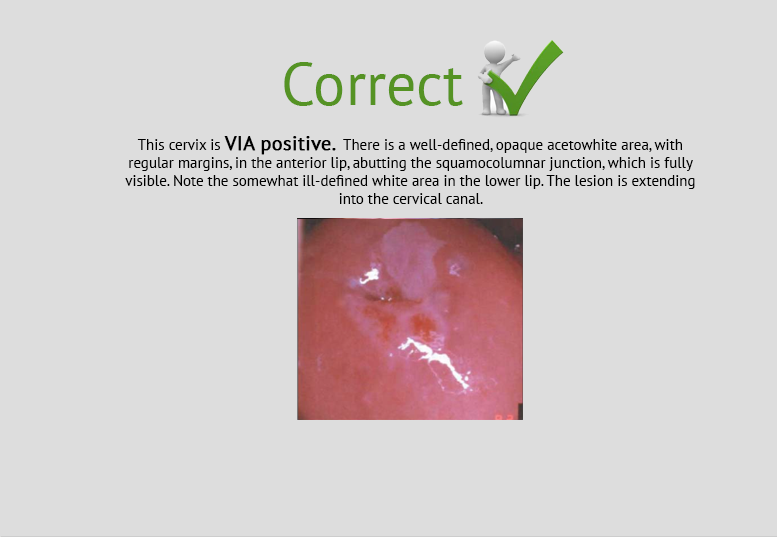 Correct
This cervix is VIA positive. There is a well-defined, opaque acetowhite area, with
regular margins, in the anterior lip, abutting the squamocolumnar junction, which is fully
visible. Note the somewhat ill-defined white area in the lower lip. The lesion is extending
into the cervical canal.